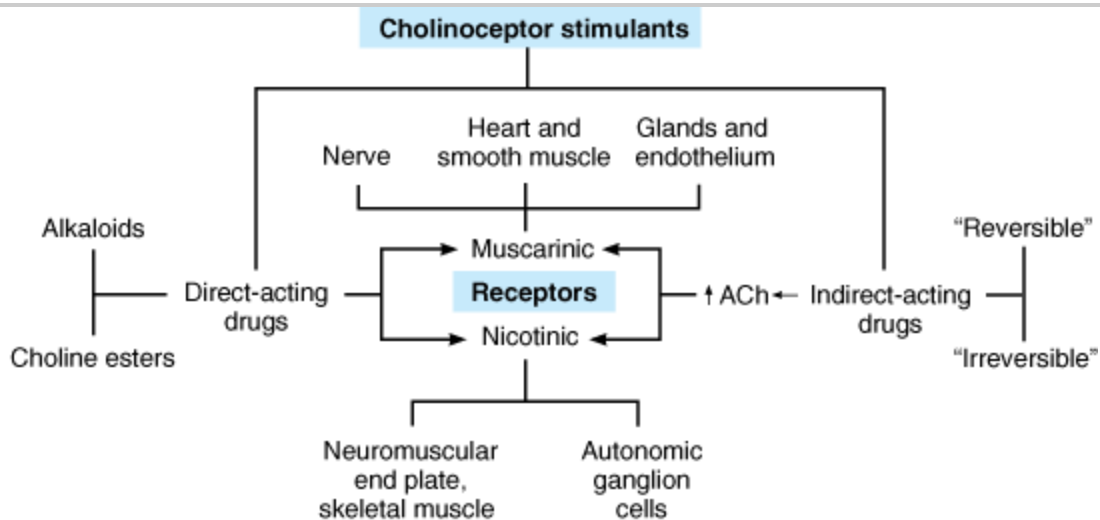 Cholinoceptor stimulants
Nerve
Heart and
smooth muscle
Glands and
endothelium
Alkaloids
Choline esters
Direct-acting
drugs
Muscarinic
Receptors
Nicotinic
↑ ACh
Indirect-acting
drugs
“Reversible”
“Irreversible”
Neuromuscular
end plate,
skeletal muscle
Autonomic
ganglion
cells